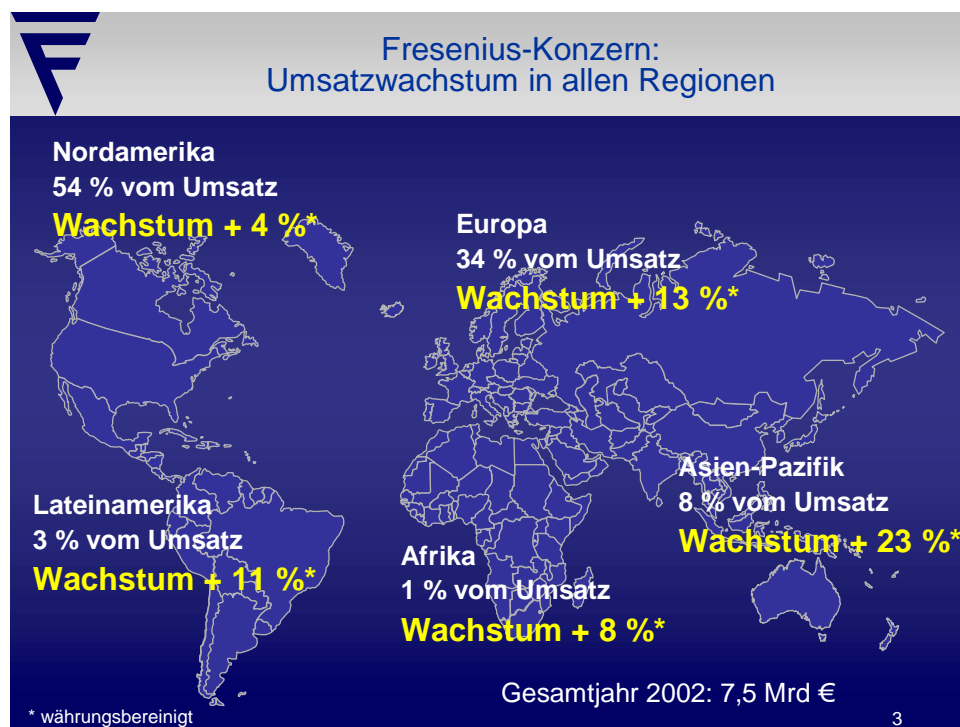 Fresenius-Konzern:
Umsatzwachstum in allen Regionen
Nordamerika
54 % vom Umsatz
Wachstum + 4 %*
Europa
34 % vom Umsatz
Wachstum + 13 %*
Asien-Pazifik
8 % vom Umsatz
Wachstum + 23 %*
Lateinamerika
3 % vom Umsatz
Wachstum + 11 %*
Afrika
1 % vom Umsatz
Wachstum + 8 %*
Gesamtjahr 2002: 7,5 Mrd €
* währungsbereinigt
3